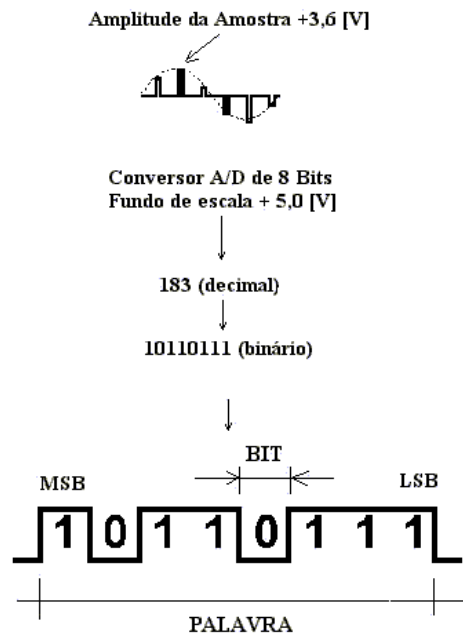 Amplitude da Amostra +3,6 [V]
Conversor A/D de 8 Bits
Fundo de escala + 5,0 [V]
183 (decimal)
10110111 (binário)
BIT
MSB
LSB
1 0 1 1 0 1 1 1
PALAVRA